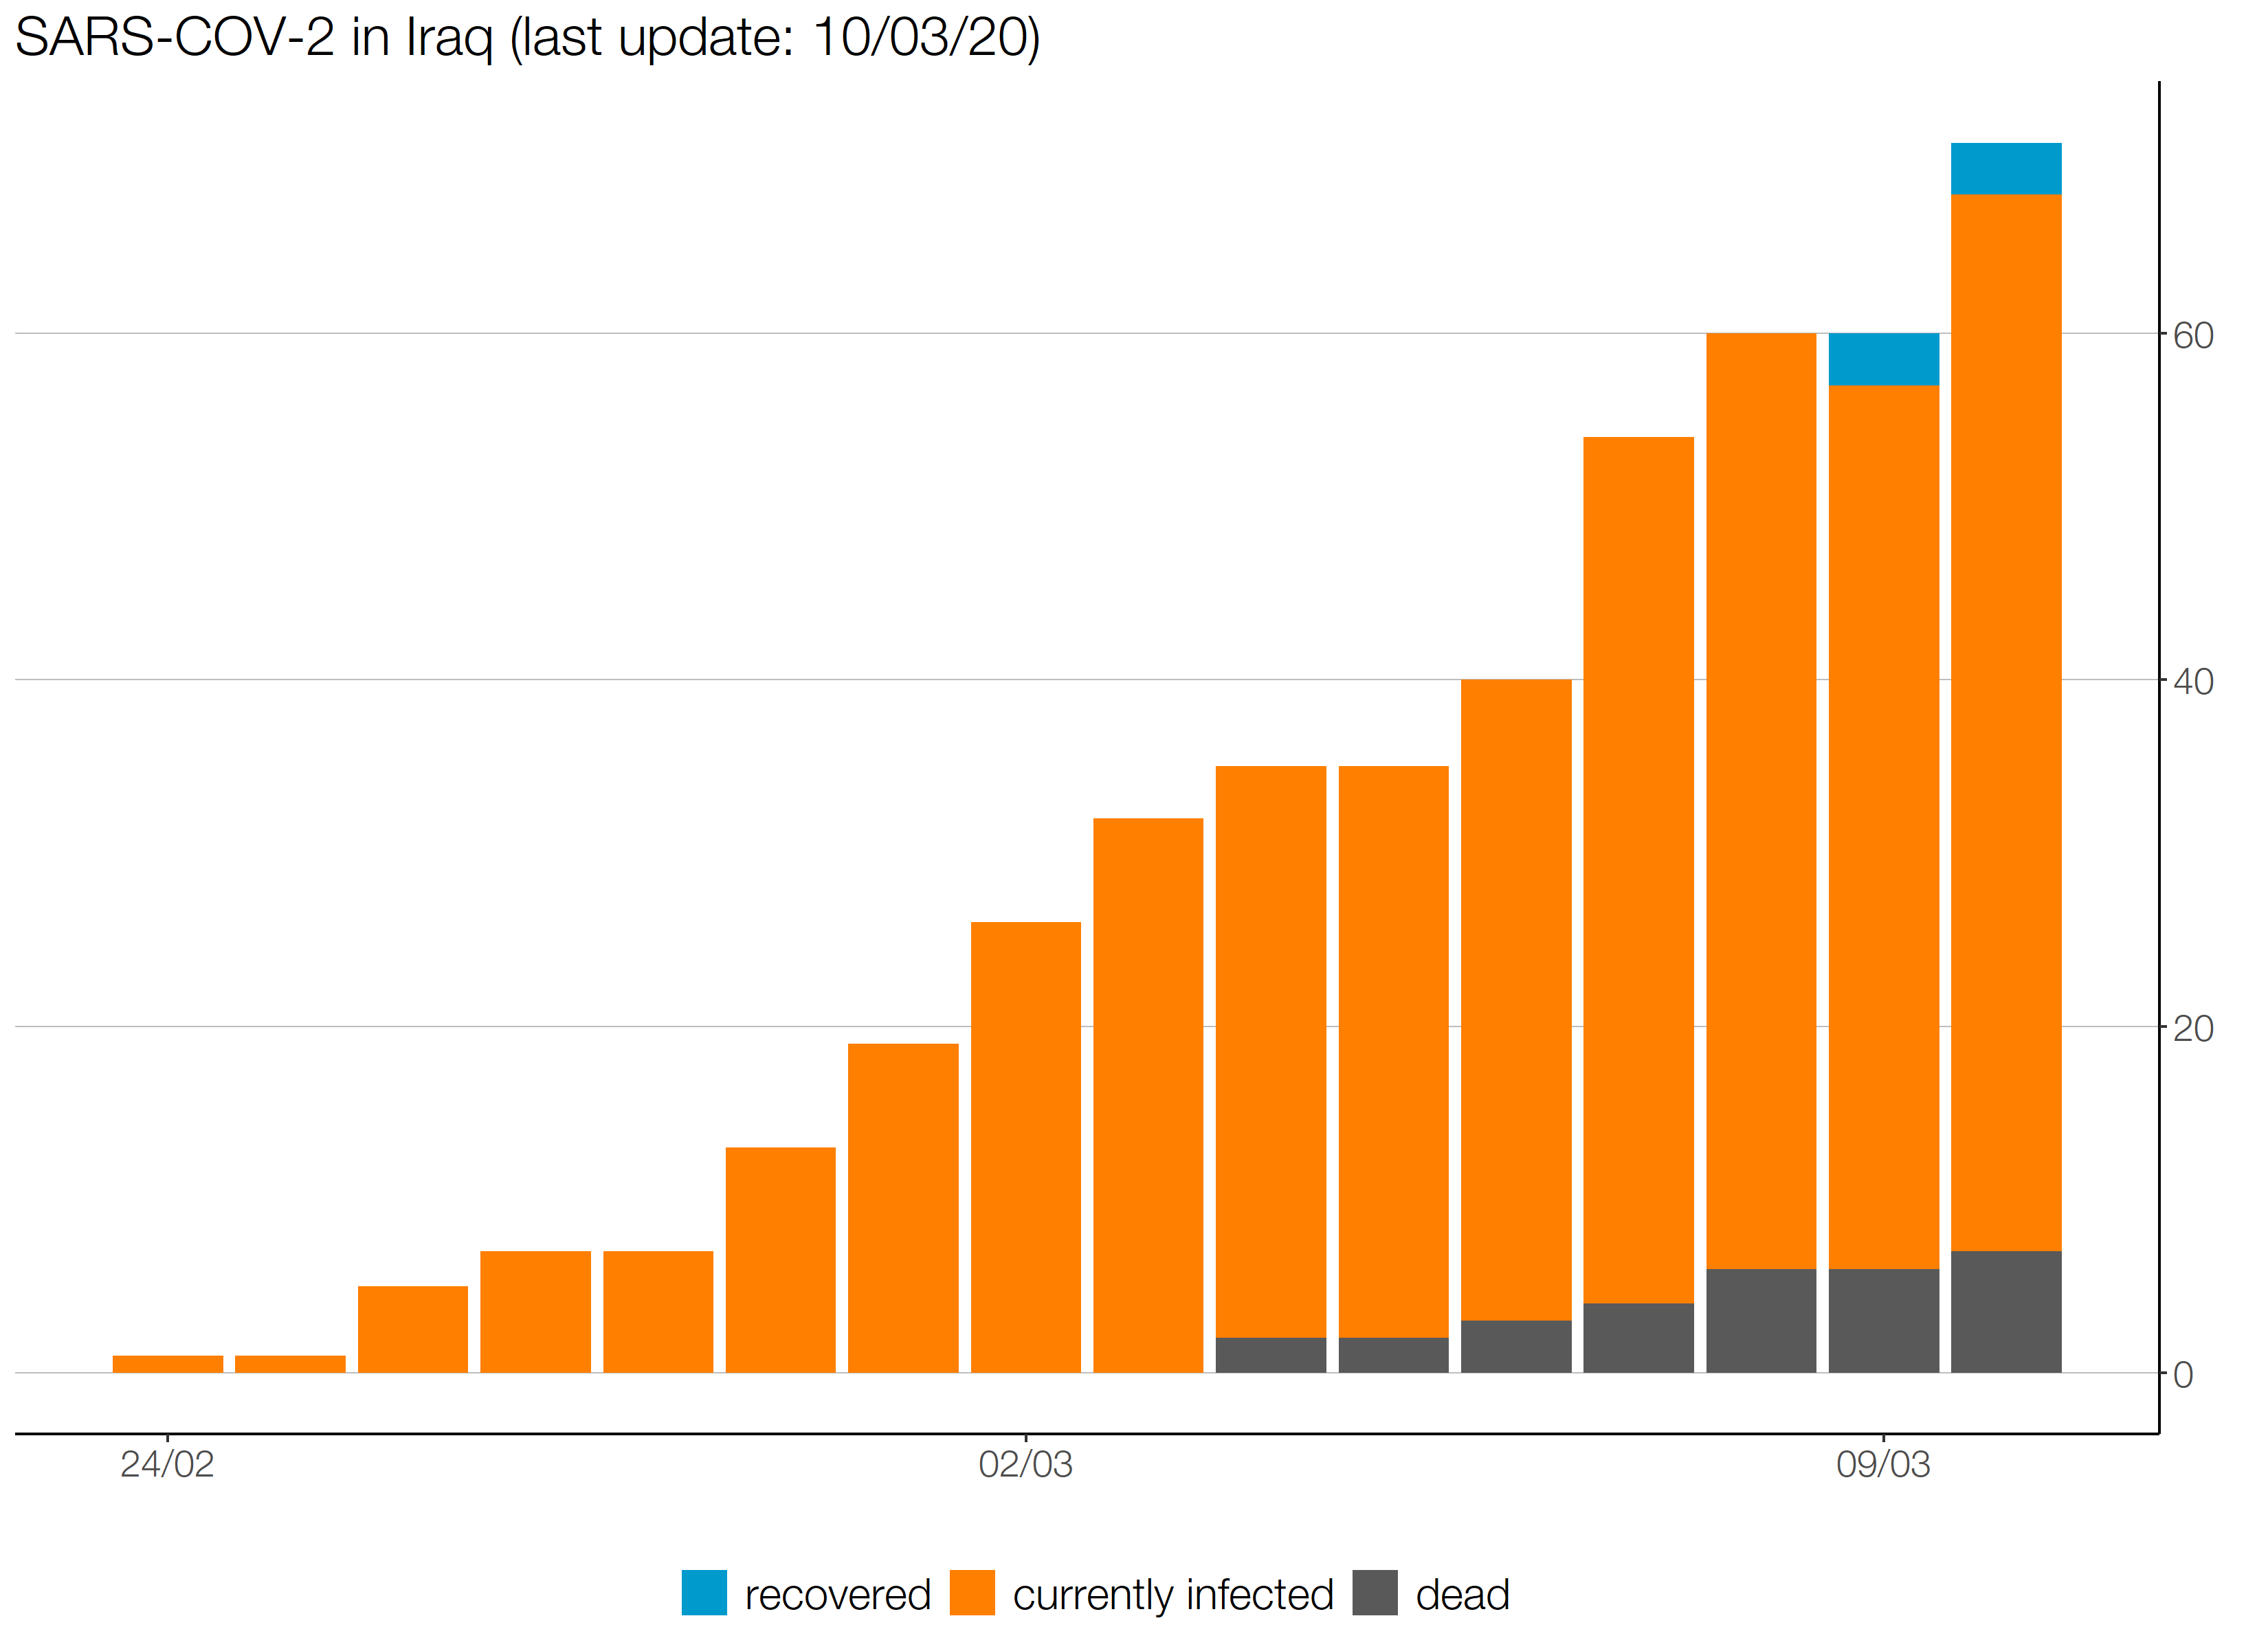 SARS-COV-2 in Iraq (last update: 10/03/20)
60
40
20
0
24/02 02/03 09/03
recovered currently infected dead